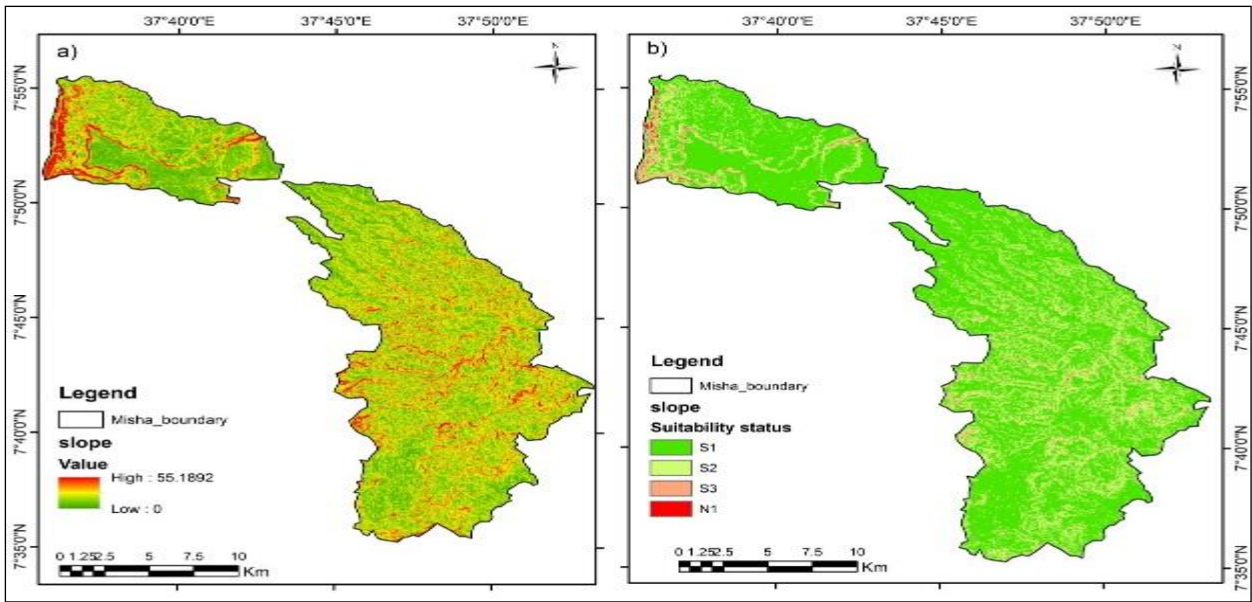 37°40'0"E 37°45'0"E 37°50'0"E
a)
N
7°55'0"N
7°50'0"N
7°45'0"N
7°40'0"N
7°35'0"N
Legend
Misha_boundary
slope
Value
High : 55.1892
Low : 0
0 1.252.5 5 7.5 10
Km
37°40'0"E 37°45'0"E 37°50'0"E
b)
N
7°55'0"N
7°50'0"N
7°45'0"N
7°40'0"N
7°35'0"N
Legend
Misha_boundary
slope
Suitability status
S1
S2
S3
N1
0 1.252.5 5 7.5 10
Km